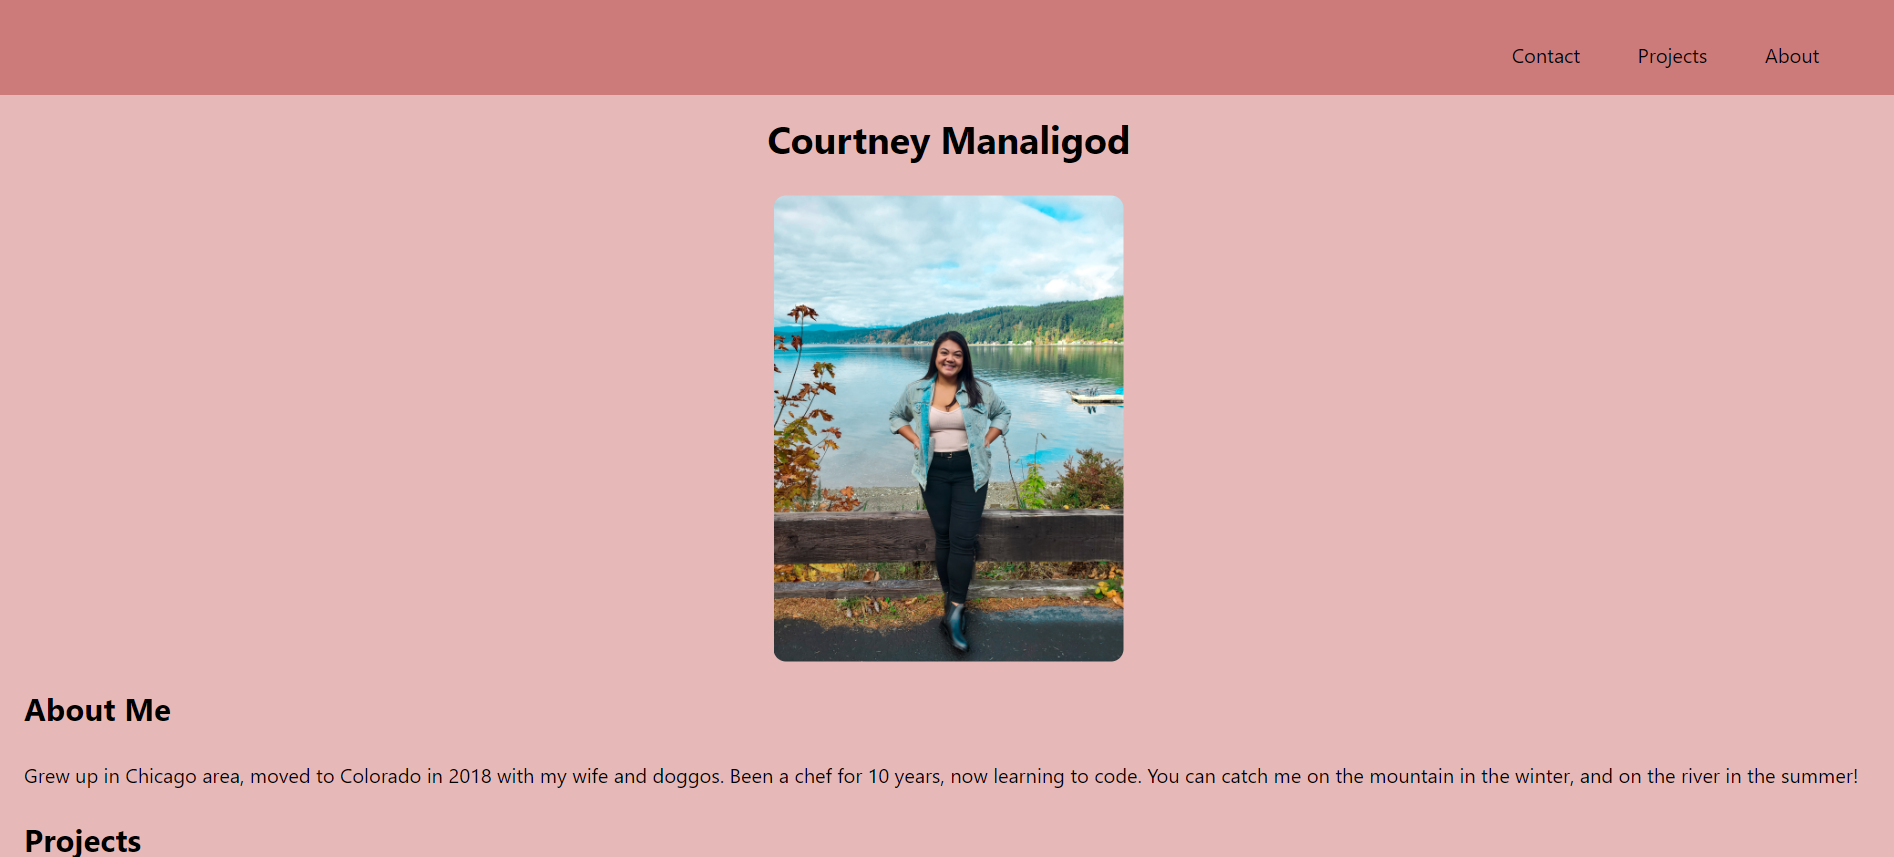 Contact Projects About
Courtney Manaligod
About Me
Grew up in Chicago area, moved to Colorado in 2018 with my wife and doggos. Been a chef for 10 years, now learning to code. You can catch me on the mountain in the winter, and on the river in the summer!
Projects